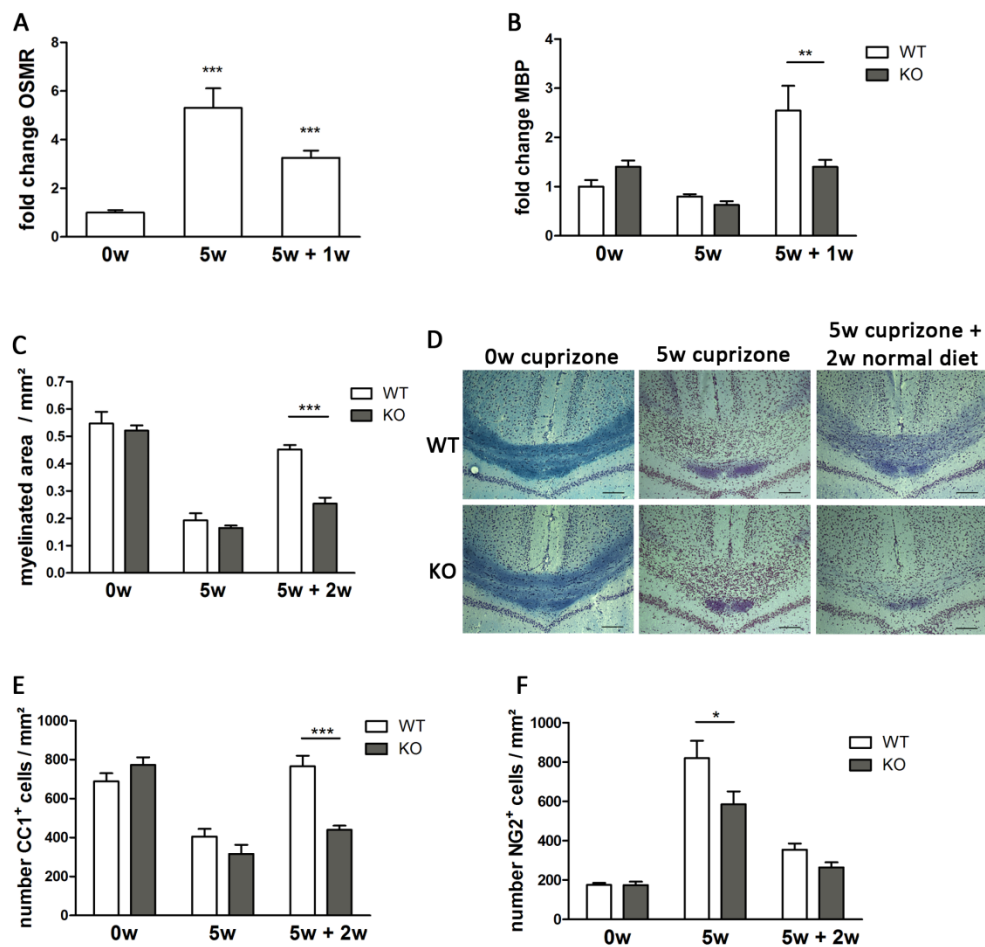 A
fold change OSMR
8
6
4
2
0
***
***
0w
5w
5w + 1w
B
fold change MBP
4
3
2
1
0
**
WT
KO
0w
5w
5w + 1w
C
myelinated area / mm²
0.7
0.6
0.5
0.4
0.3
0.2
0.1
0.0
***
WT
KO
0w
5w
5w + 2w
D
0w cuprizone
5w cuprizone
5w cuprizone +
2w normal diet
WT
KO
E
number CC1⁺ cells / mm²
1000
800
600
400
200
0
***
WT
KO
0w
5w
5w + 2w
F
number NG2⁺ cells / mm²
1000
800
600
400
200
0
*
WT
KO
0w
5w
5w + 2w